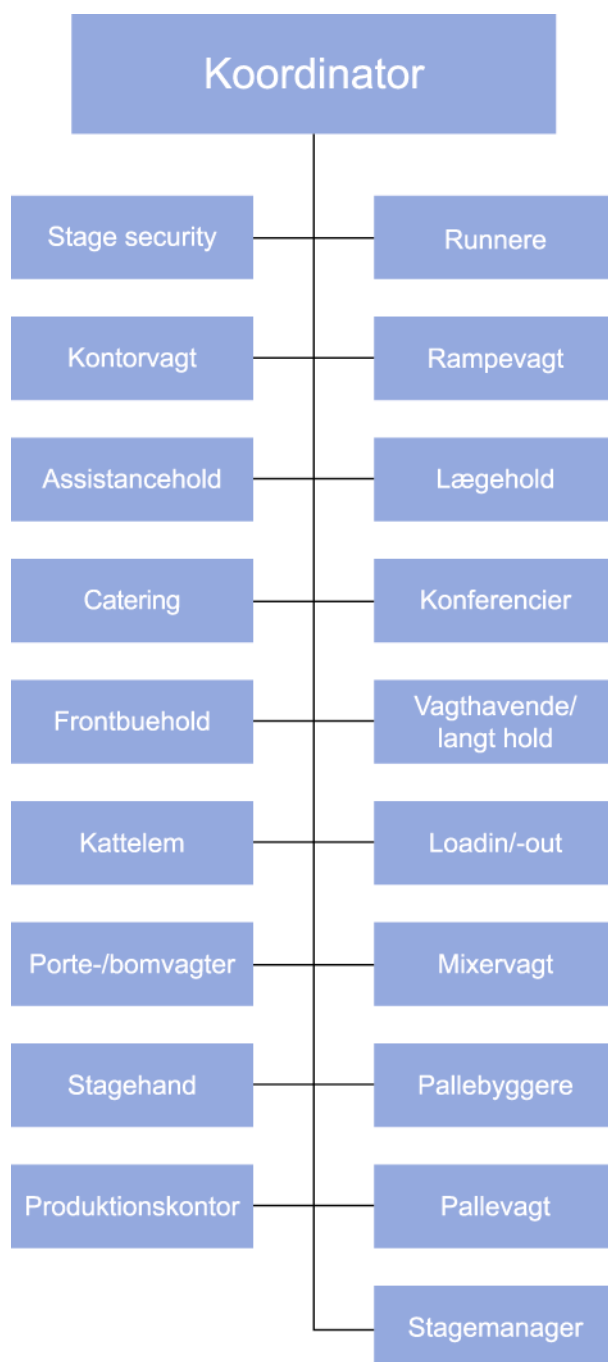 Koordinator
Stage security
Runnere
Kontorvagt
Rampevagt
Assistancehold
Lægehold
Catering
Konferencier
Frontbuehold
Vagthavende/
langt hold
Kattelem
Loadin/-out
Porte-/bomvagter
Mixervagt
Stagehand
Pallebyggere
Produktionskontor
Pallevagt
Stagemanager